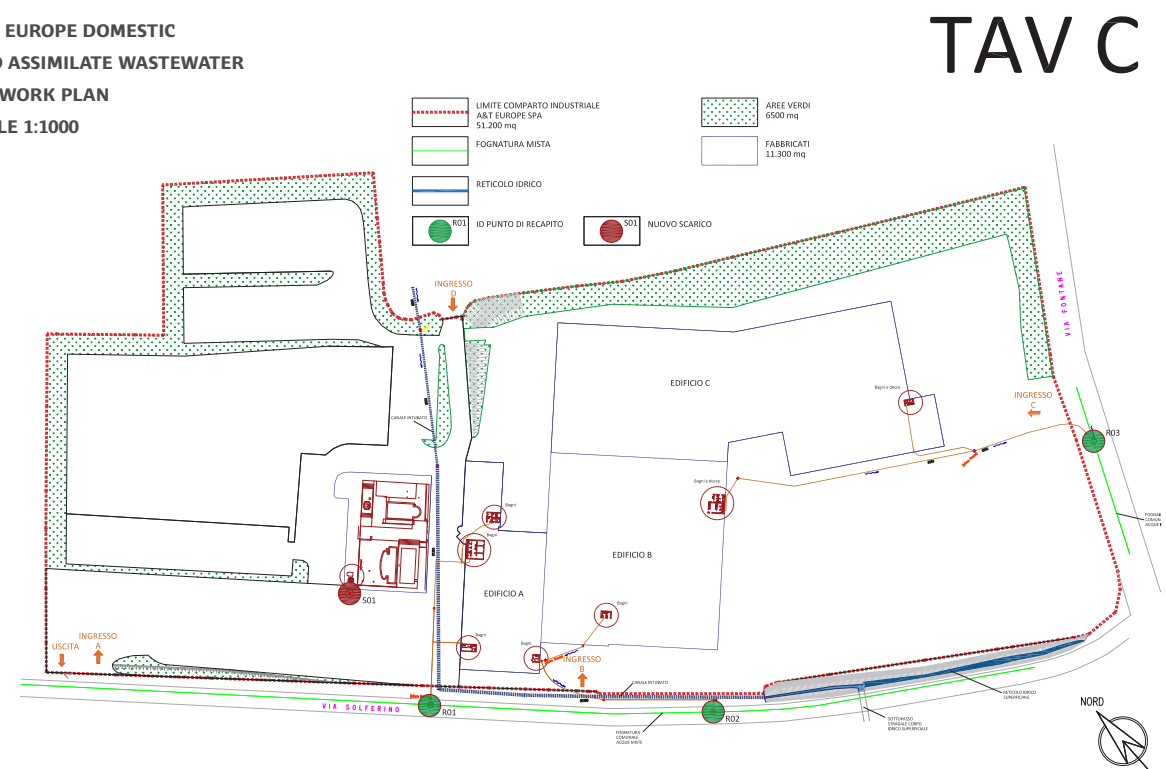 EUROPE DOMESTIC
ASSIMILATE WASTEWATER
WORK PLAN
1:1000
TAV C
LIMITE COMPARTO INDUSTRIALE
A&T EUROPE SPA
51.200 mq
AREE VERDI
6500 mq
FOGNATURA MISTA
FABBRICATI
11.300 mq
RETICOLO IDRICO
R01
ID PUNTO DI RECAPITO
S01
NUOVO SCARICO
INGRESSO
D
VIA FONTANE
EDIFICIO C
Bagni e docce
INGRESSO
C
CANALE INTUBATO
R03
Bagni e docce
Bagni
Bagni
EDIFICIO B
EDIFICIO A
S01
Bagni
Bagni
Bagni
INGRESSO
A
USCITA
INGRESSO
B
CANALE INTUBATO
RETICOLO IDRICO
SUPERFICIALE
VIA SOLFERINO
R01
R02
SOTTOPASSO
STRADALE CORPO
IDRICO SUPERFICIALE
FOGNATURA
COMUNALE
ACQUE MISTE
NORD